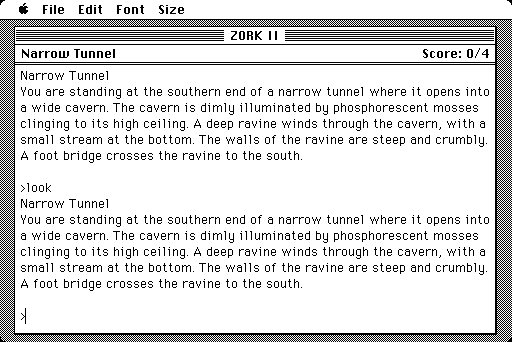 File Edit Font Size
ZORK II
Narrow Tunnel Score: 0/4
Narrow Tunnel
You are standing at the southern end of a narrow tunnel where it opens into
a wide cavern. The cavern is dimly illuminated by phosphorescent mosses
clinging to its high ceiling. A deep ravine winds through the cavern, with a
small stream at the bottom. The walls of the ravine are steep and crumbly.
A foot bridge crosses the ravine to the south.
>look
Narrow Tunnel
You are standing at the southern end of a narrow tunnel where it opens into
a wide cavern. The cavern is dimly illuminated by phosphorescent mosses
clinging to its high ceiling. A deep ravine winds through the cavern, with a
small stream at the bottom. The walls of the ravine are steep and crumbly.
A foot bridge crosses the ravine to the south.
>